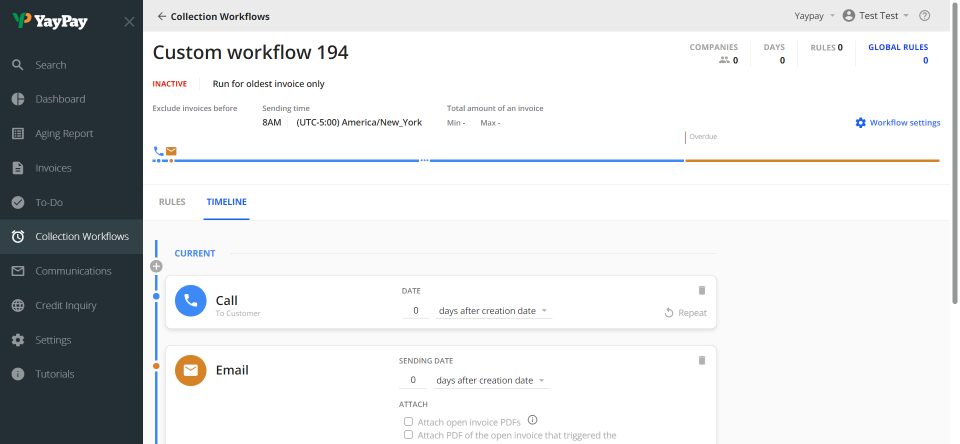 YayPay
Collection Workflows
Yaypay
Test Test
Search
Dashboard
Aging Report
Invoices
To-Do
Collection Workflows
Communications
Credit Inquiry
Settings
Tutorials
Custom workflow 194
COMPANIES
0
DAYS
0
RULES 0
GLOBAL RULES
0
INACTIVE
Run for oldest invoice only
Exclude invoices before
Sending time
8AM
(UTC-5:00) America/New_York
Total amount of an invoice
Min -
Max -
Workflow settings
Overdue
RULES
TIMELINE
CURRENT
Call
To Customer
DATE
0
days after creation date
Repeat
Email
SENDING DATE
0
days after creation date
ATTACH
Attach open invoice PDFs
Attach PDF of the open invoice that triggered the